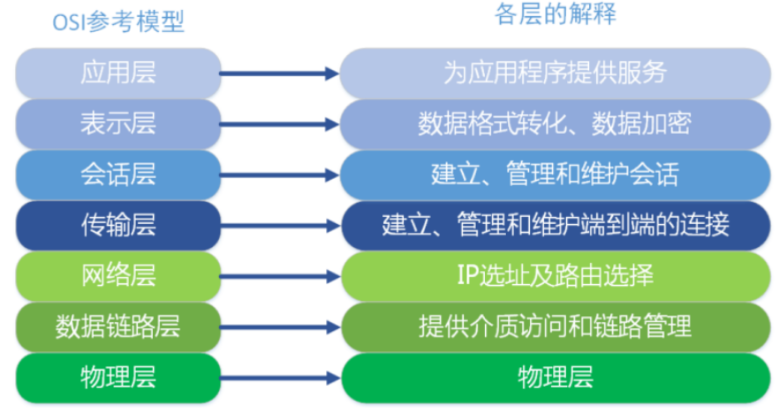 OSI参考模型
各层的解释
应用层
为应用程序提供服务
表示层
数据格式转化、数据加密
会话层
建立、管理和维护会话
传输层
建立、管理和维护端到端的连接
网络层
IP选址及路由选择
数据链路层
提供介质访问和链路管理
物理层
物理层